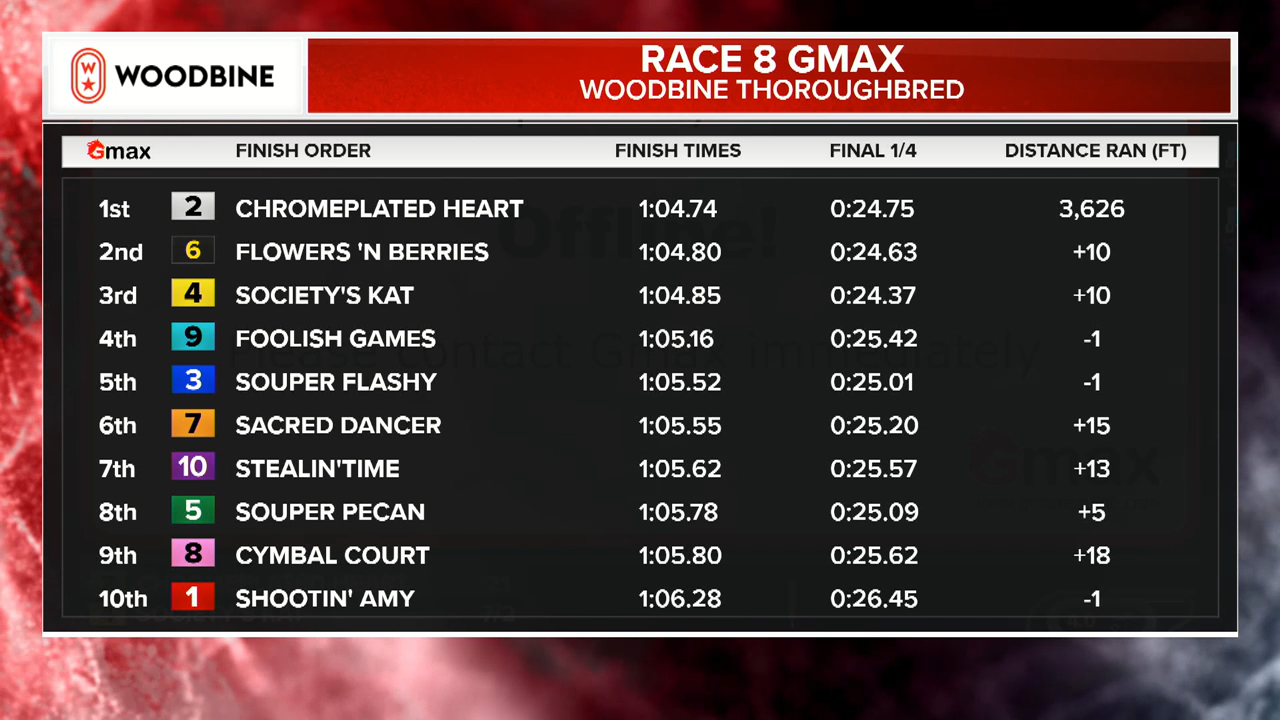 W
WOODBINE
RACE 8 GMAX
WOODBINE THOROUGHBRED
Gmax FINISH ORDER FINISH TIMES FINAL 1/4 DISTANCE RAN (FT)
1st 2 CHROMEPLATED HEART 1:04.74 0:24.75 3,626
2nd 6 FLOWERS 'N BERRIES 1:04.80 0:24.63 +10
3rd 4 SOCIETY'S KAT 1:04.85 0:24.37 +10
4th 9 FOOLISH GAMES 1:05.16 0:25.42 -1
5th 3 SOUPER FLASHY 1:05.52 0:25.01 -1
6th 7 SACRED DANCER 1:05.55 0:25.20 +15
7th 10 STEALIN'TIME 1:05.62 0:25.57 +13
8th 5 SOUPER PECAN 1:05.78 0:25.09 +5
9th 8 CYMBAL COURT 1:05.80 0:25.62 +18
10th 1 SHOOTIN' AMY 1:06.28 0:26.45 -1
Offline!
Please contact Gmax immediately
Gmax